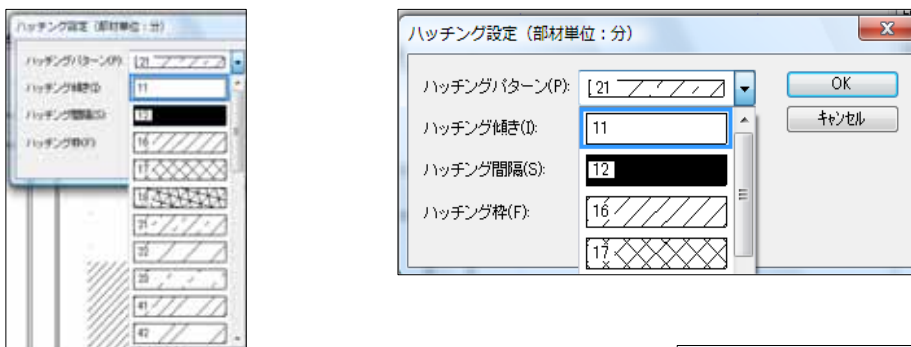 ハッチング設定（部材単位：分）
ハッチングパターン(P):
21
ハッチング傾き(I):
11
ハッチング間隔(S):
12
ハッチング枠(F):
16
17
18
21
22
23
41
42
ハッチング設定（部材単位：分）
ハッチングパターン(P):
21
OK
ハッチング傾き(I):
11
キャンセル
ハッチング間隔(S):
12
ハッチング枠(F):
16
17